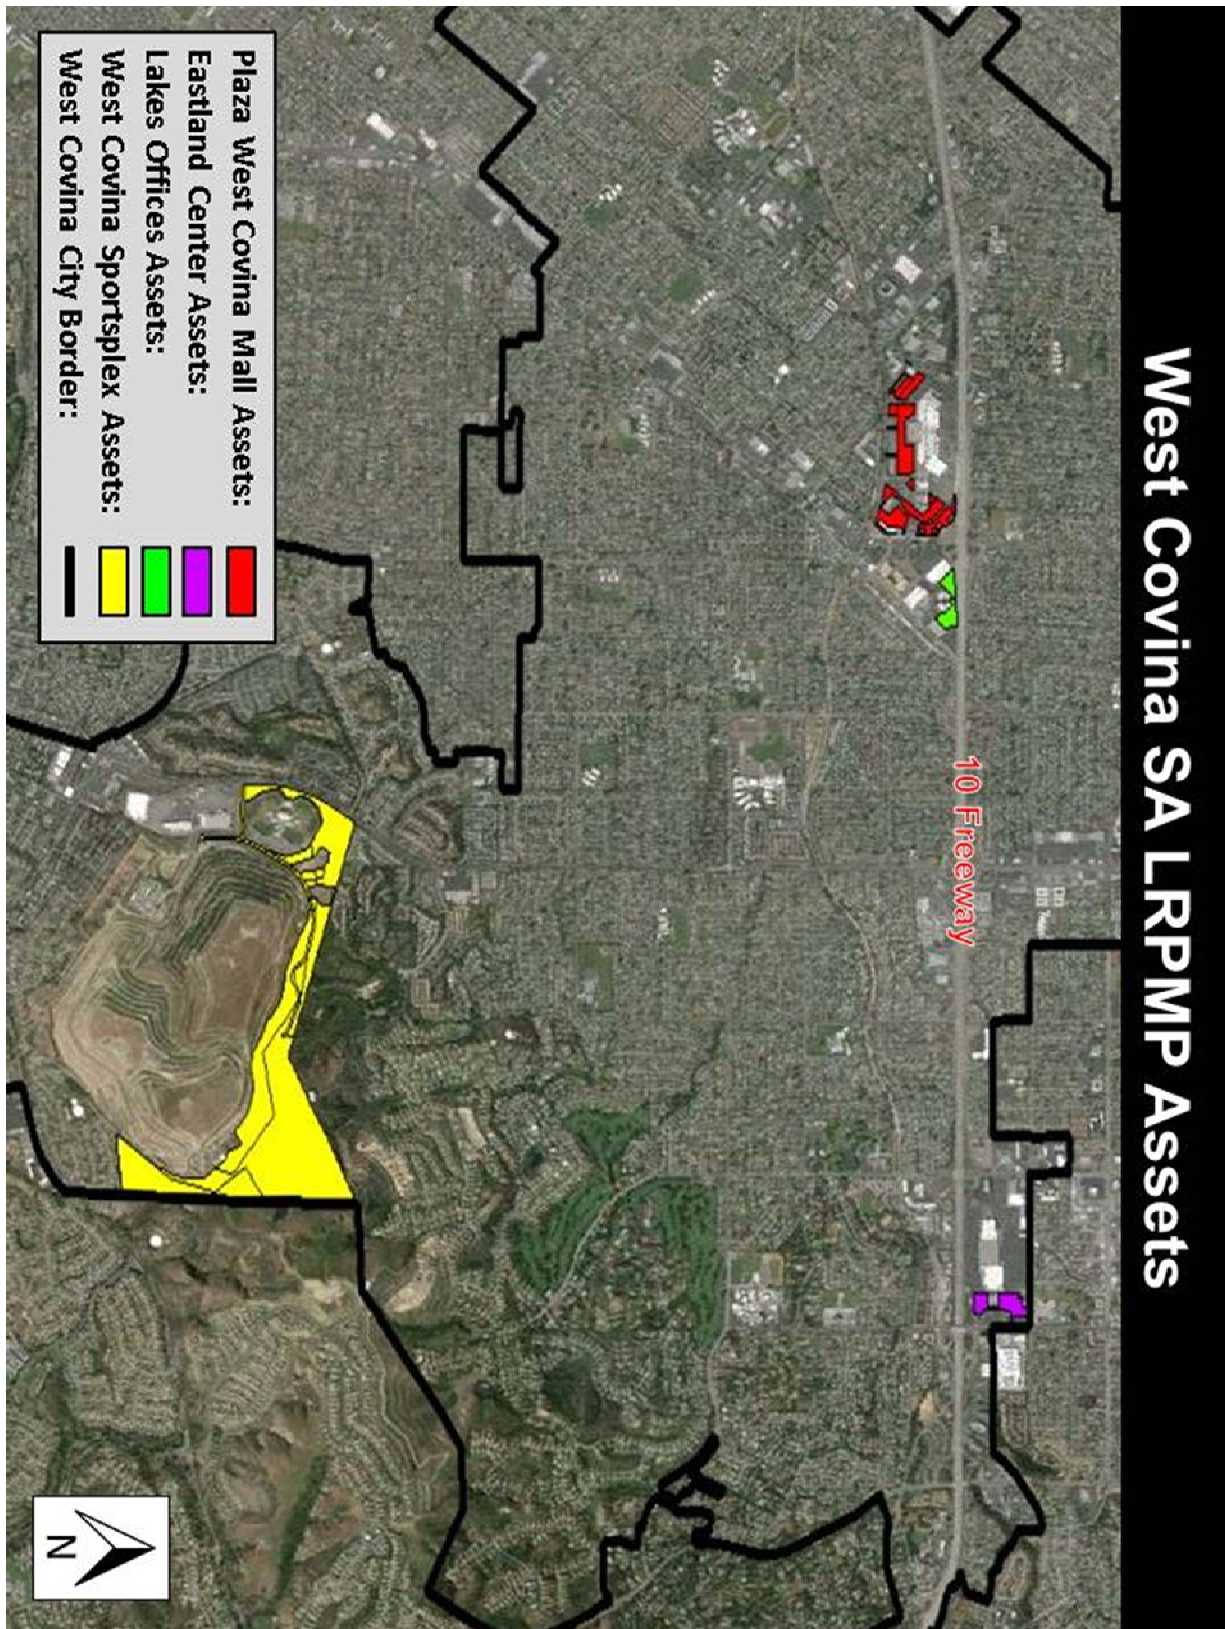 West Covina SA LRPMP Assets
10 Freeway
Plaza West Covina Mall Assets:
Eastland Center Assets:
Lakes Offices Assets:
West Covina Sportsplex Assets:
West Covina City Border:
N